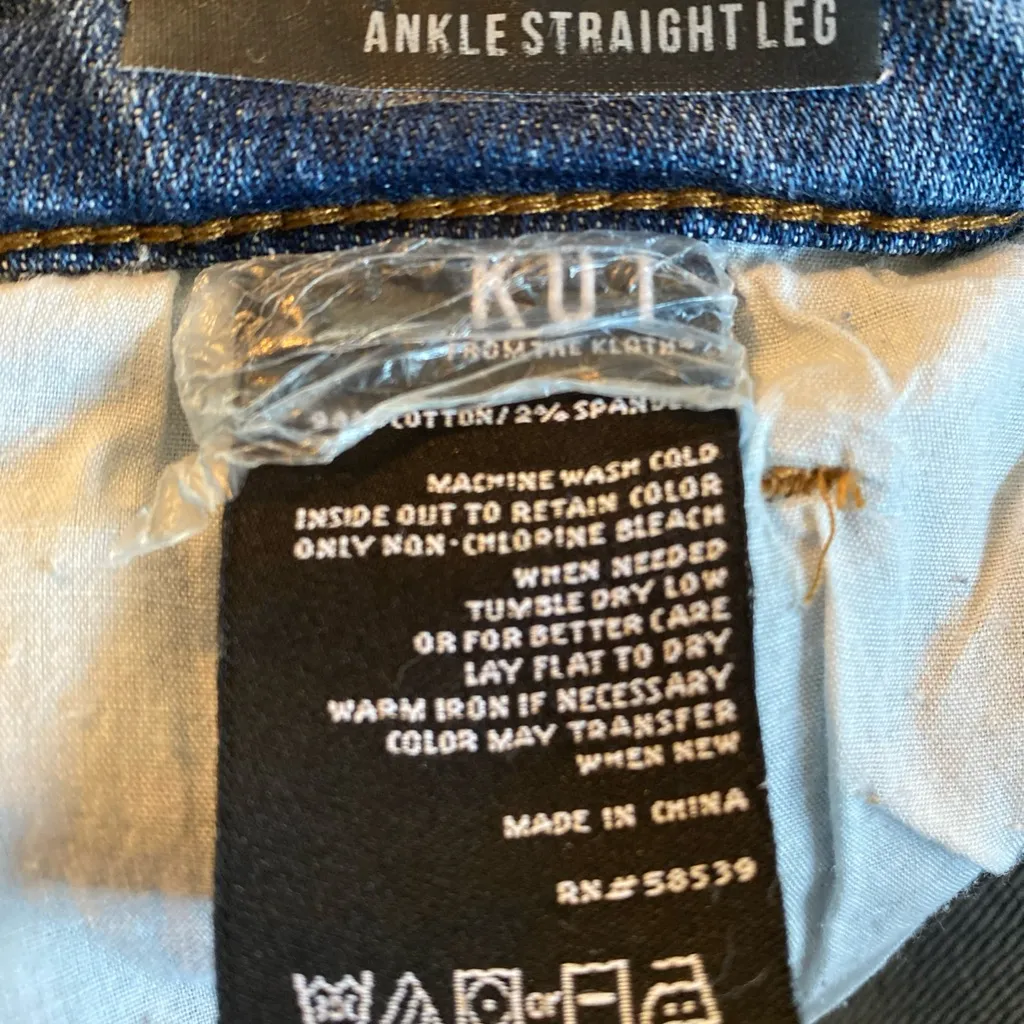 ANKLE STRAIGHT LEG
KUT
FROM THE KLOTH®
COTTON/2% SPANDEX
MACHINE WASH COLD
INSIDE OUT TO RETAIN COLOR
ONLY NON-CHLORINE BLEACH
WHEN NEEDED
TUMBLE DRY LOW
OR FOR BETTER CARE
LAY FLAT TO DRY
WARM IRON IF NECESSARY
COLOR MAY TRANSFER
WHEN NEW
MADE IN CHINA
RN#58539
or